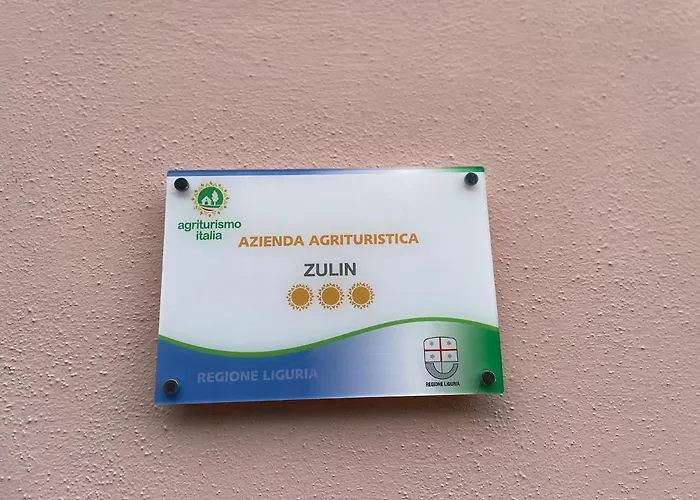 agriturismo
italia
AZIENDA AGRITURISTICA
ZULIN
REGIONE LIGURIA
REGIONE LIGURIA